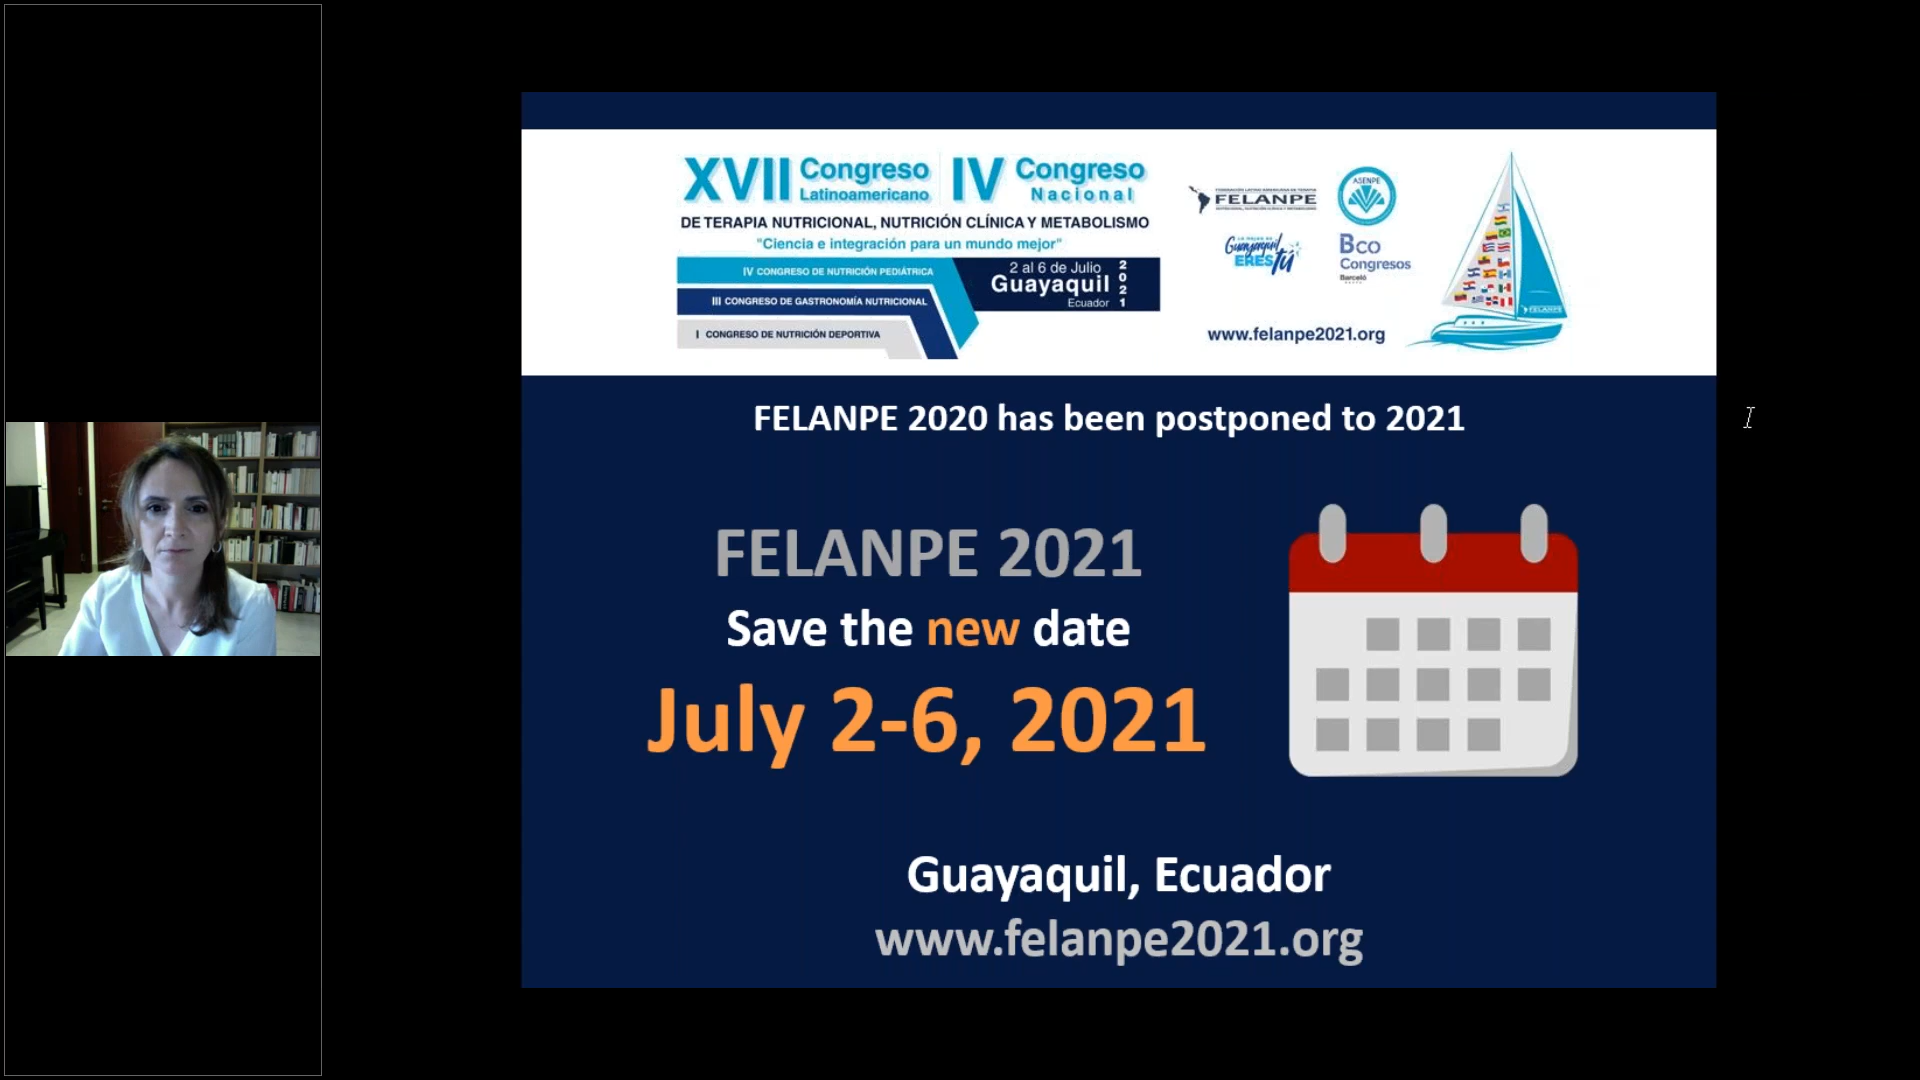 XVII Congreso Latinoamericano IV Congreso Nacional
DE TERAPIA NUTRICIONAL, NUTRICIÓN CLÍNICA Y METABOLISMO
"Ciencia e integración para un mundo mejor"
IV CONGRESO DE NUTRICIÓN PEDIÁTRICA
III CONGRESO DE GASTRONOMÍA NUTRICIONAL
I CONGRESO DE NUTRICIÓN DEPORTIVA
2 al 6 de Julio
Guayaquil
Ecuador
2021
FELANPE
ASENPE
Guayaquil
ERES tú
Bco
Congresos
Barceló
www.felanpe2021.org
FELANPE
FELANPE 2020 has been postponed to 2021
FELANPE 2021
Save the new date
July 2-6, 2021
Guayaquil, Ecuador
www.felanpe2021.org